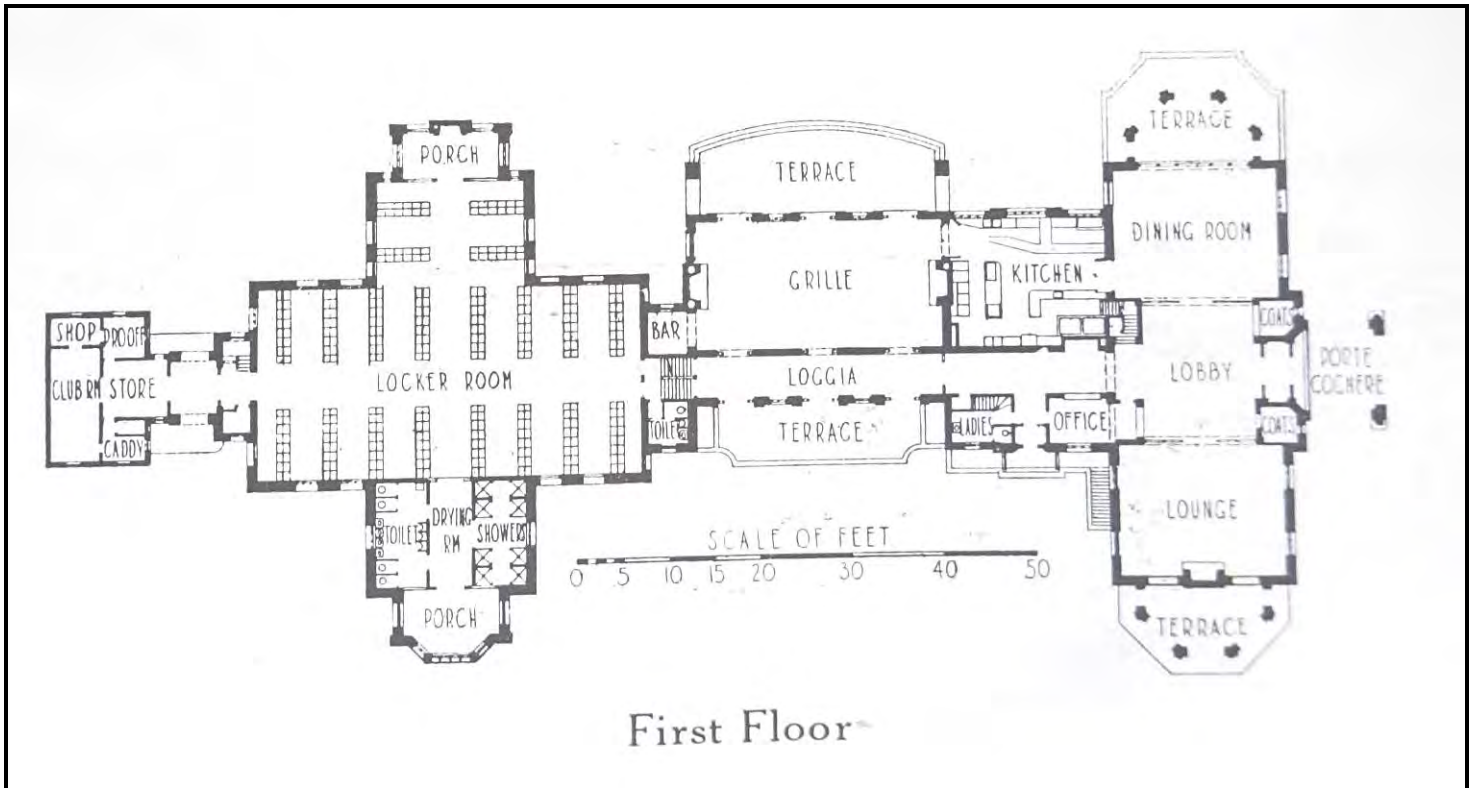 TERRACE
PORCH
TERRACE
DINING ROOM
GRILLE
KITCHEN
SHOP
PROOFF
BAR
COATS
CLUB RM
STORE
LOCKER ROOM
LOGGIA
LOBBY
PORTE
COCHERE
CADDY
TOILET
TERRACE
LADIES
OFFICE
COATS
TOILET
DRYING
RM
SHOWERS
LOUNGE
SCALE OF FEET
0 5 10 15 20 30 40 50
PORCH
TERRACE
First Floor